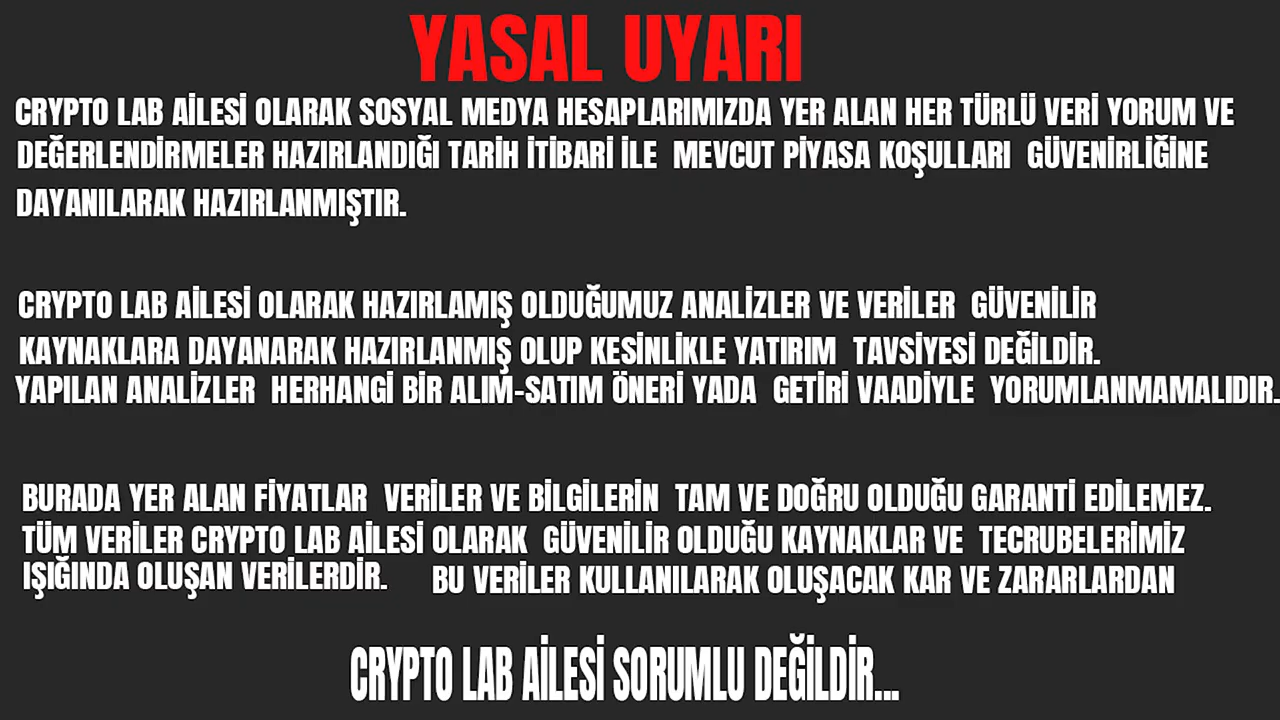 YASAL UYARI
CRYPTO LAB AİLESİ OLARAK SOSYAL MEDYA HESAPLARIMIZDA YER ALAN HER TÜRLÜ VERİ YORUM VE
DEĞERLENDİRMELER HAZIRLANDIĞI TARİH İTİBARİ İLE MEVCUT PİYASA KOŞULLARI GÜVENİRLİĞİNE
DAYANILARAK HAZIRLANMIŞTIR.
CRYPTO LAB AİLESİ OLARAK HAZIRLAMIŞ OLDUĞUMUZ ANALİZLER VE VERİLER GÜVENİLİR
KAYNAKLARA DAYANARAK HAZIRLANMIŞ OLUP KESİNLİKLE YATIRIM TAVSİYESİ DEĞİLDİR.
YAPILAN ANALİZLER HERHANGİ BİR ALIM-SATIM ÖNERİ YADA GETİRİ VAADİYLE YORUMLANMAMALIDIR.
BURADA YER ALAN FİYATLAR VERİLER VE BİLGİLERİN TAM VE DOĞRU OLDUĞU GARANTİ EDİLEMEZ.
TÜM VERİLER CRYPTO LAB AİLESİ OLARAK GÜVENİLİR OLDUĞU KAYNAKLAR VE TECRUBELERİMİZ
IŞIĞINDA OLUŞAN VERİLERDİR. BU VERİLER KULLANILARAK OLUŞACAK KAR VE ZARARLARDAN
CRYPTO LAB AİLESİ SORUMLU DEĞİLDİR...